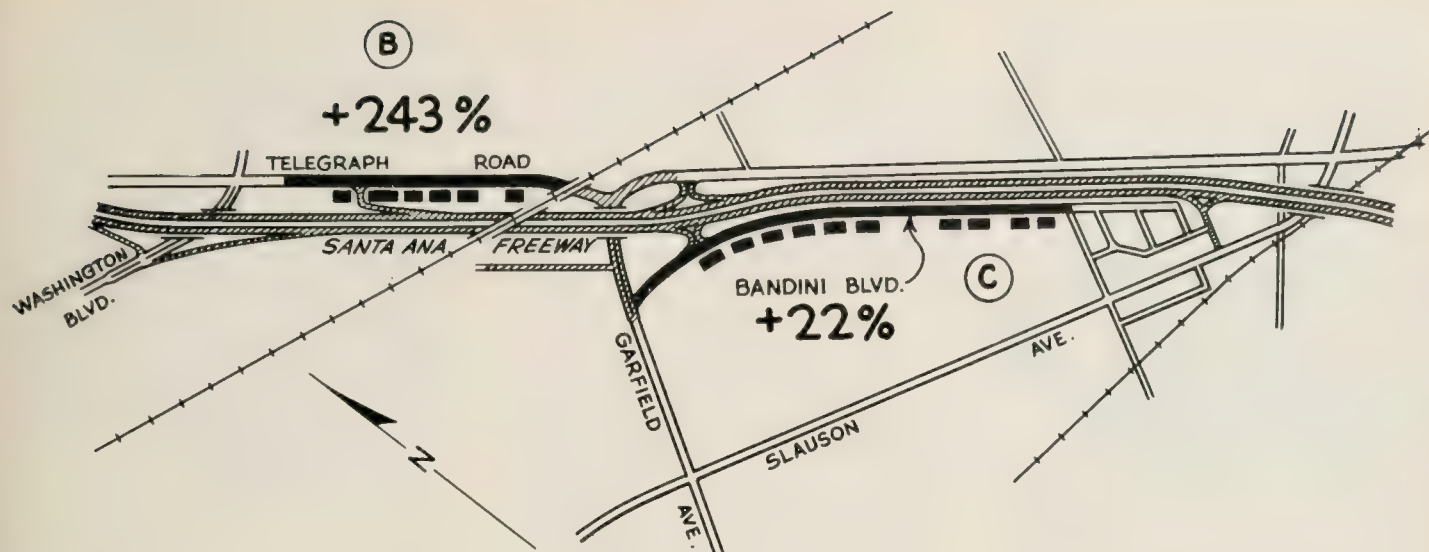 B
+243%
TELEGRAPH ROAD
SANTA ANA FREEWAY
WASHINGTON
BLVD.
BANDINI BLVD.
C
+22%
GARFIELD
AVE.
SLAUSON
AVE.
N